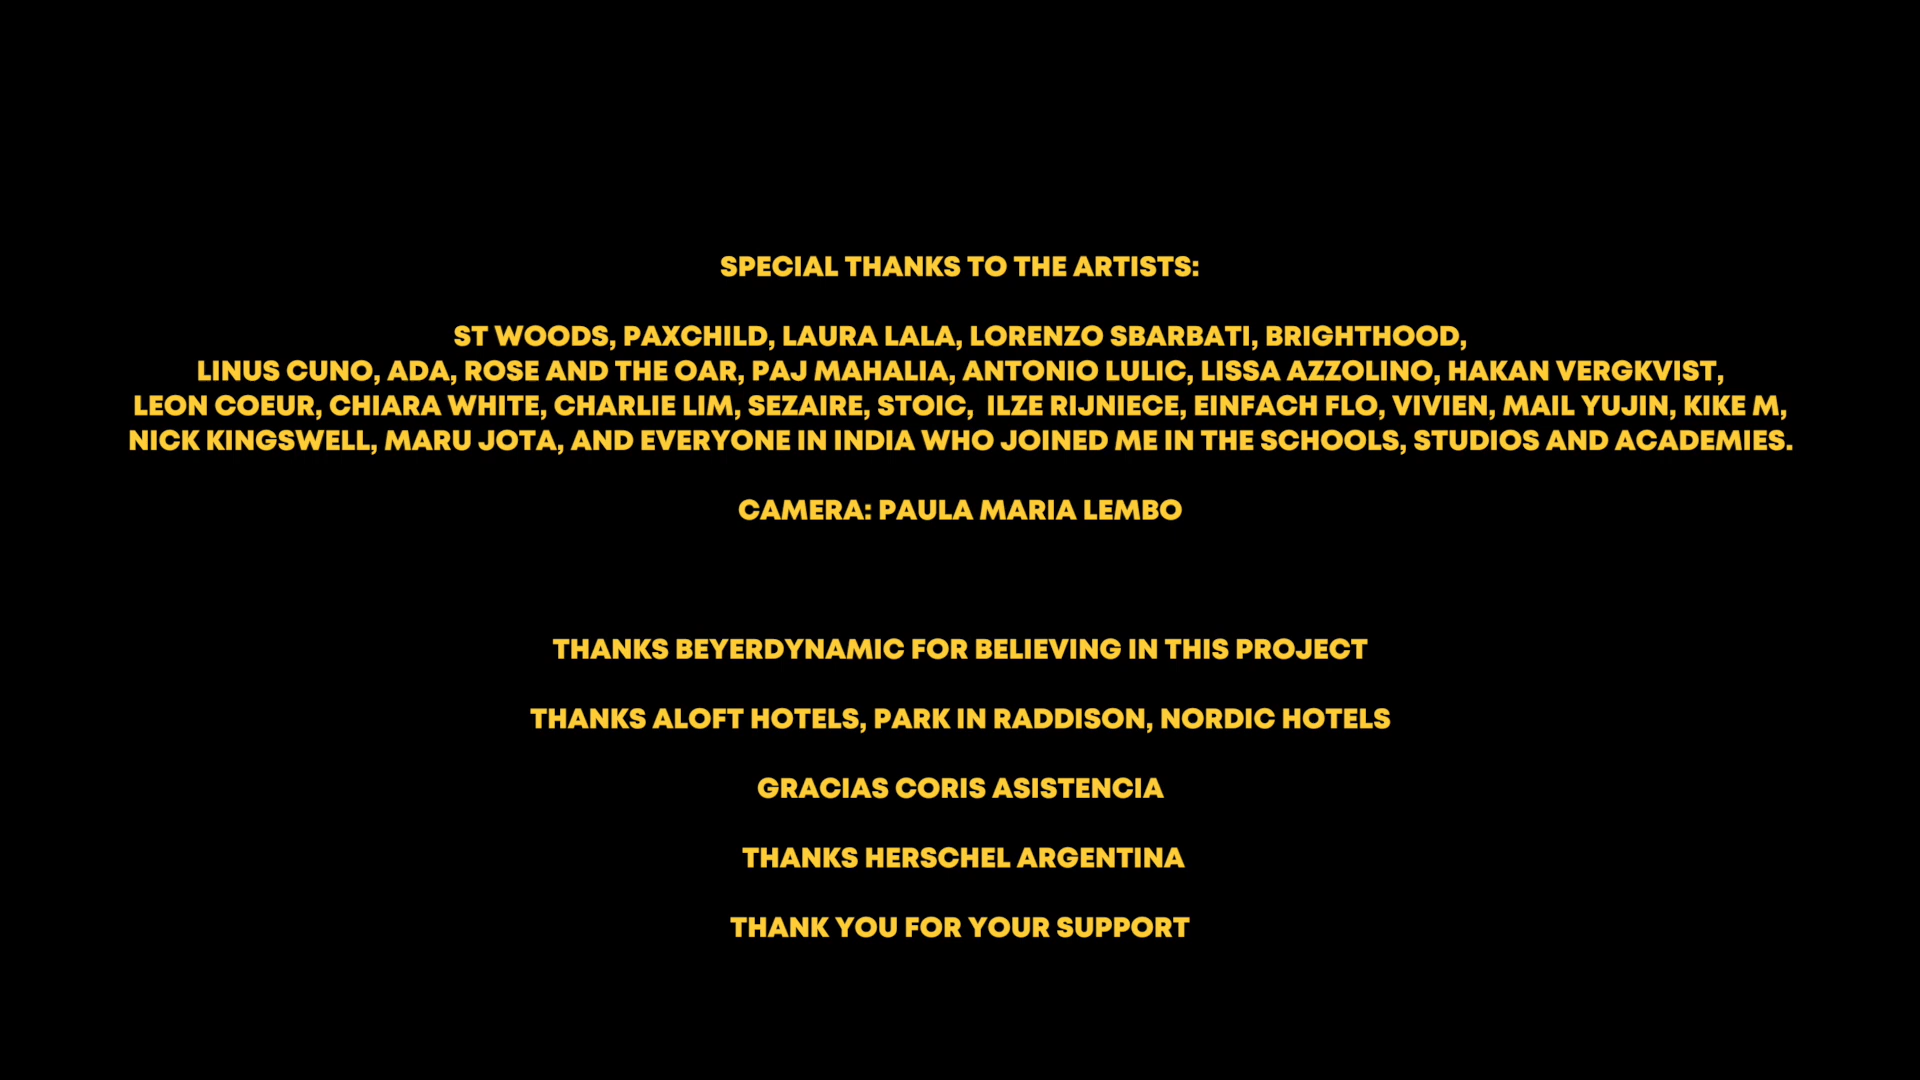 SPECIAL THANKS TO THE ARTISTS:
ST WOODS, PAXCHILD, LAURA LALA, LORENZO SBARBATI, BRIGHTHOOD,
LINUS CUNO, ADA, ROSE AND THE OAR, PAJ MAHALIA, ANTONIO LULIC, LISSA AZZOLINO, HAKAN VERGKVIST,
LEON COEUR, CHIARA WHITE, CHARLIE LIM, SEZAIRE, STOIC, ILZE RIJNIECE, EINFACH FLO, VIVIEN, MAIL YUJIN, KIKE M,
NICK KINGSWELL, MARU JOTA, AND EVERYONE IN INDIA WHO JOINED ME IN THE SCHOOLS, STUDIOS AND ACADEMIES.
CAMERA: PAULA MARIA LEMBO
THANKS BEYERDYNAMIC FOR BELIEVING IN THIS PROJECT
THANKS ALOFT HOTELS, PARK IN RADDISON, NORDIC HOTELS
GRACIAS CORIS ASISTENCIA
THANKS HERSCHEL ARGENTINA
THANK YOU FOR YOUR SUPPORT